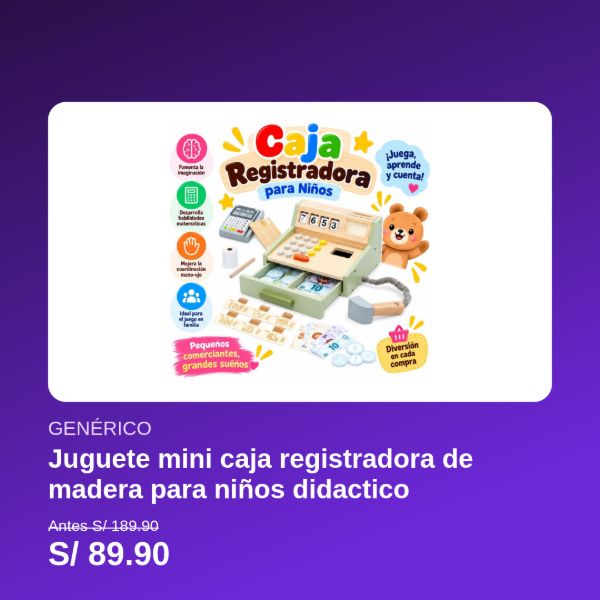 Caja
Registradora
para Niños
¡Juega,
aprende
y cuenta!
Fomenta la
imaginación
Desarrolla
habilidades
matemáticas
Mejora la
coordinación
mano-ojo
Ideal para
el juego en
familia
7653
Pequeños
comerciantes,
grandes sueños
Diversión
en cada
compra
GENÉRICO
Juguete mini caja registradora de
madera para niños didactico
Antes S/ 189.90
S/ 89.90